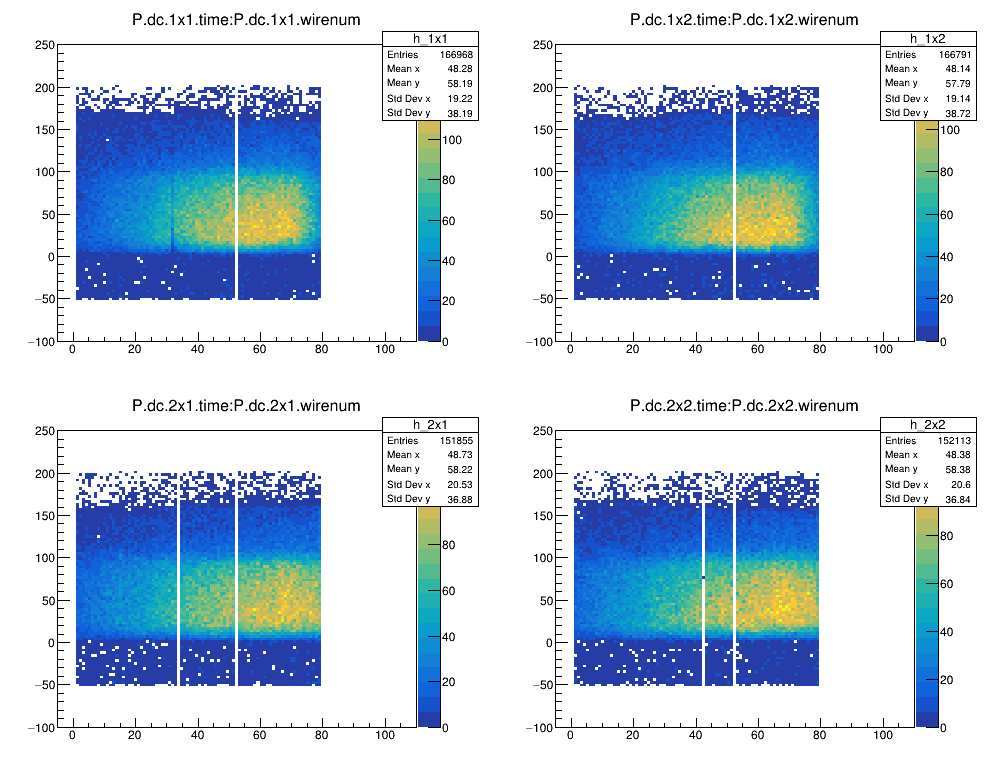 P.dc.1x1.time:P.dc.1x1.wirenum
h_1x1
Entries 166968
Mean x 48.28
Mean y 58.19
Std Dev x 19.22
Std Dev y 38.19
250
200
150
100
50
0
−50
−100
0 20 40 60 80 100
100
80
60
40
20
0
P.dc.1x2.time:P.dc.1x2.wirenum
h_1x2
Entries 166791
Mean x 48.14
Mean y 57.79
Std Dev x 19.14
Std Dev y 38.72
250
200
150
100
50
0
−50
−100
0 20 40 60 80 100
100
80
60
40
20
0
P.dc.2x1.time:P.dc.2x1.wirenum
h_2x1
Entries 151855
Mean x 48.73
Mean y 58.22
Std Dev x 20.53
Std Dev y 36.88
250
200
150
100
50
0
−50
−100
0 20 40 60 80 100
80
60
40
20
0
P.dc.2x2.time:P.dc.2x2.wirenum
h_2x2
Entries 152113
Mean x 48.38
Mean y 58.38
Std Dev x 20.6
Std Dev y 36.84
250
200
150
100
50
0
−50
−100
0 20 40 60 80 100
80
60
40
20
0